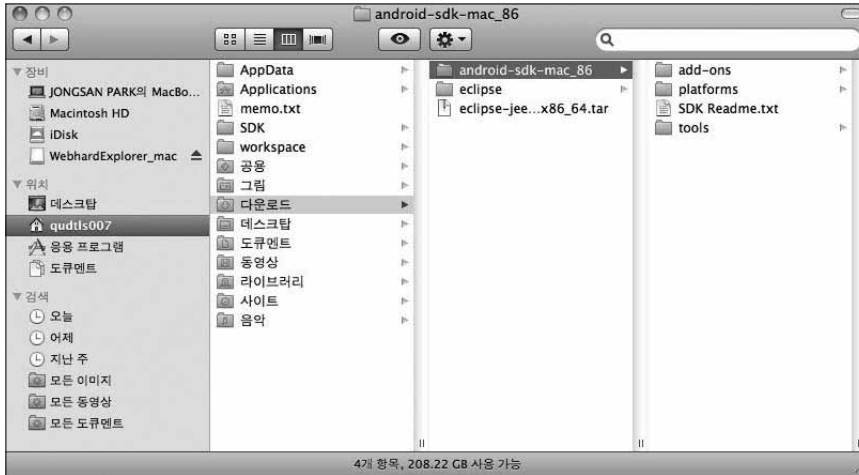 android-sdk-mac_86
장비
JONGSAN PARK의 MacBo...
Macintosh HD
iDisk
WebhardExplorer_mac
위치
데스크탑
qudtls007
응용 프로그램
도큐멘트
검색
오늘
어제
지난 주
모든 이미지
모든 동영상
모든 도큐멘트
AppData
Applications
memo.txt
SDK
workspace
공용
그림
다운로드
데스크탑
도큐멘트
동영상
라이브러리
사이트
음악
android-sdk-mac_86
eclipse
eclipse-jee...x86_64.tar
add-ons
platforms
SDK Readme.txt
tools
4개 항목, 208.22 GB 사용 가능